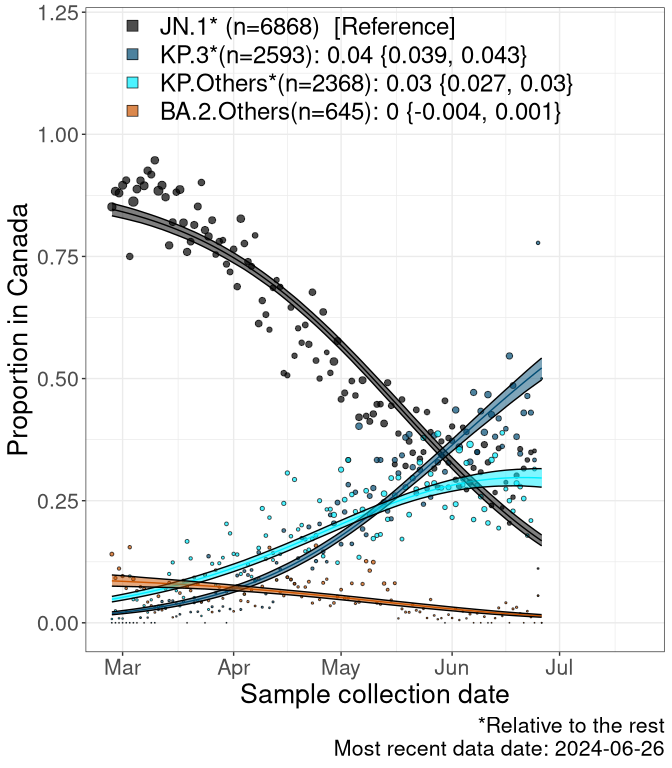 JN.1* (n=6868)  [Reference]
KP.3*(n=2593): 0.04 {0.039, 0.043}
KP.Others*(n=2368): 0.03 {0.027, 0.03}
BA.2.Others(n=645): 0 {-0.004, 0.001}
1.25
1.00
0.75
0.50
0.25
0.00
Proportion in Canada
Mar Apr May Jun Jul
Sample collection date
*Relative to the rest
Most recent data date: 2024-06-26